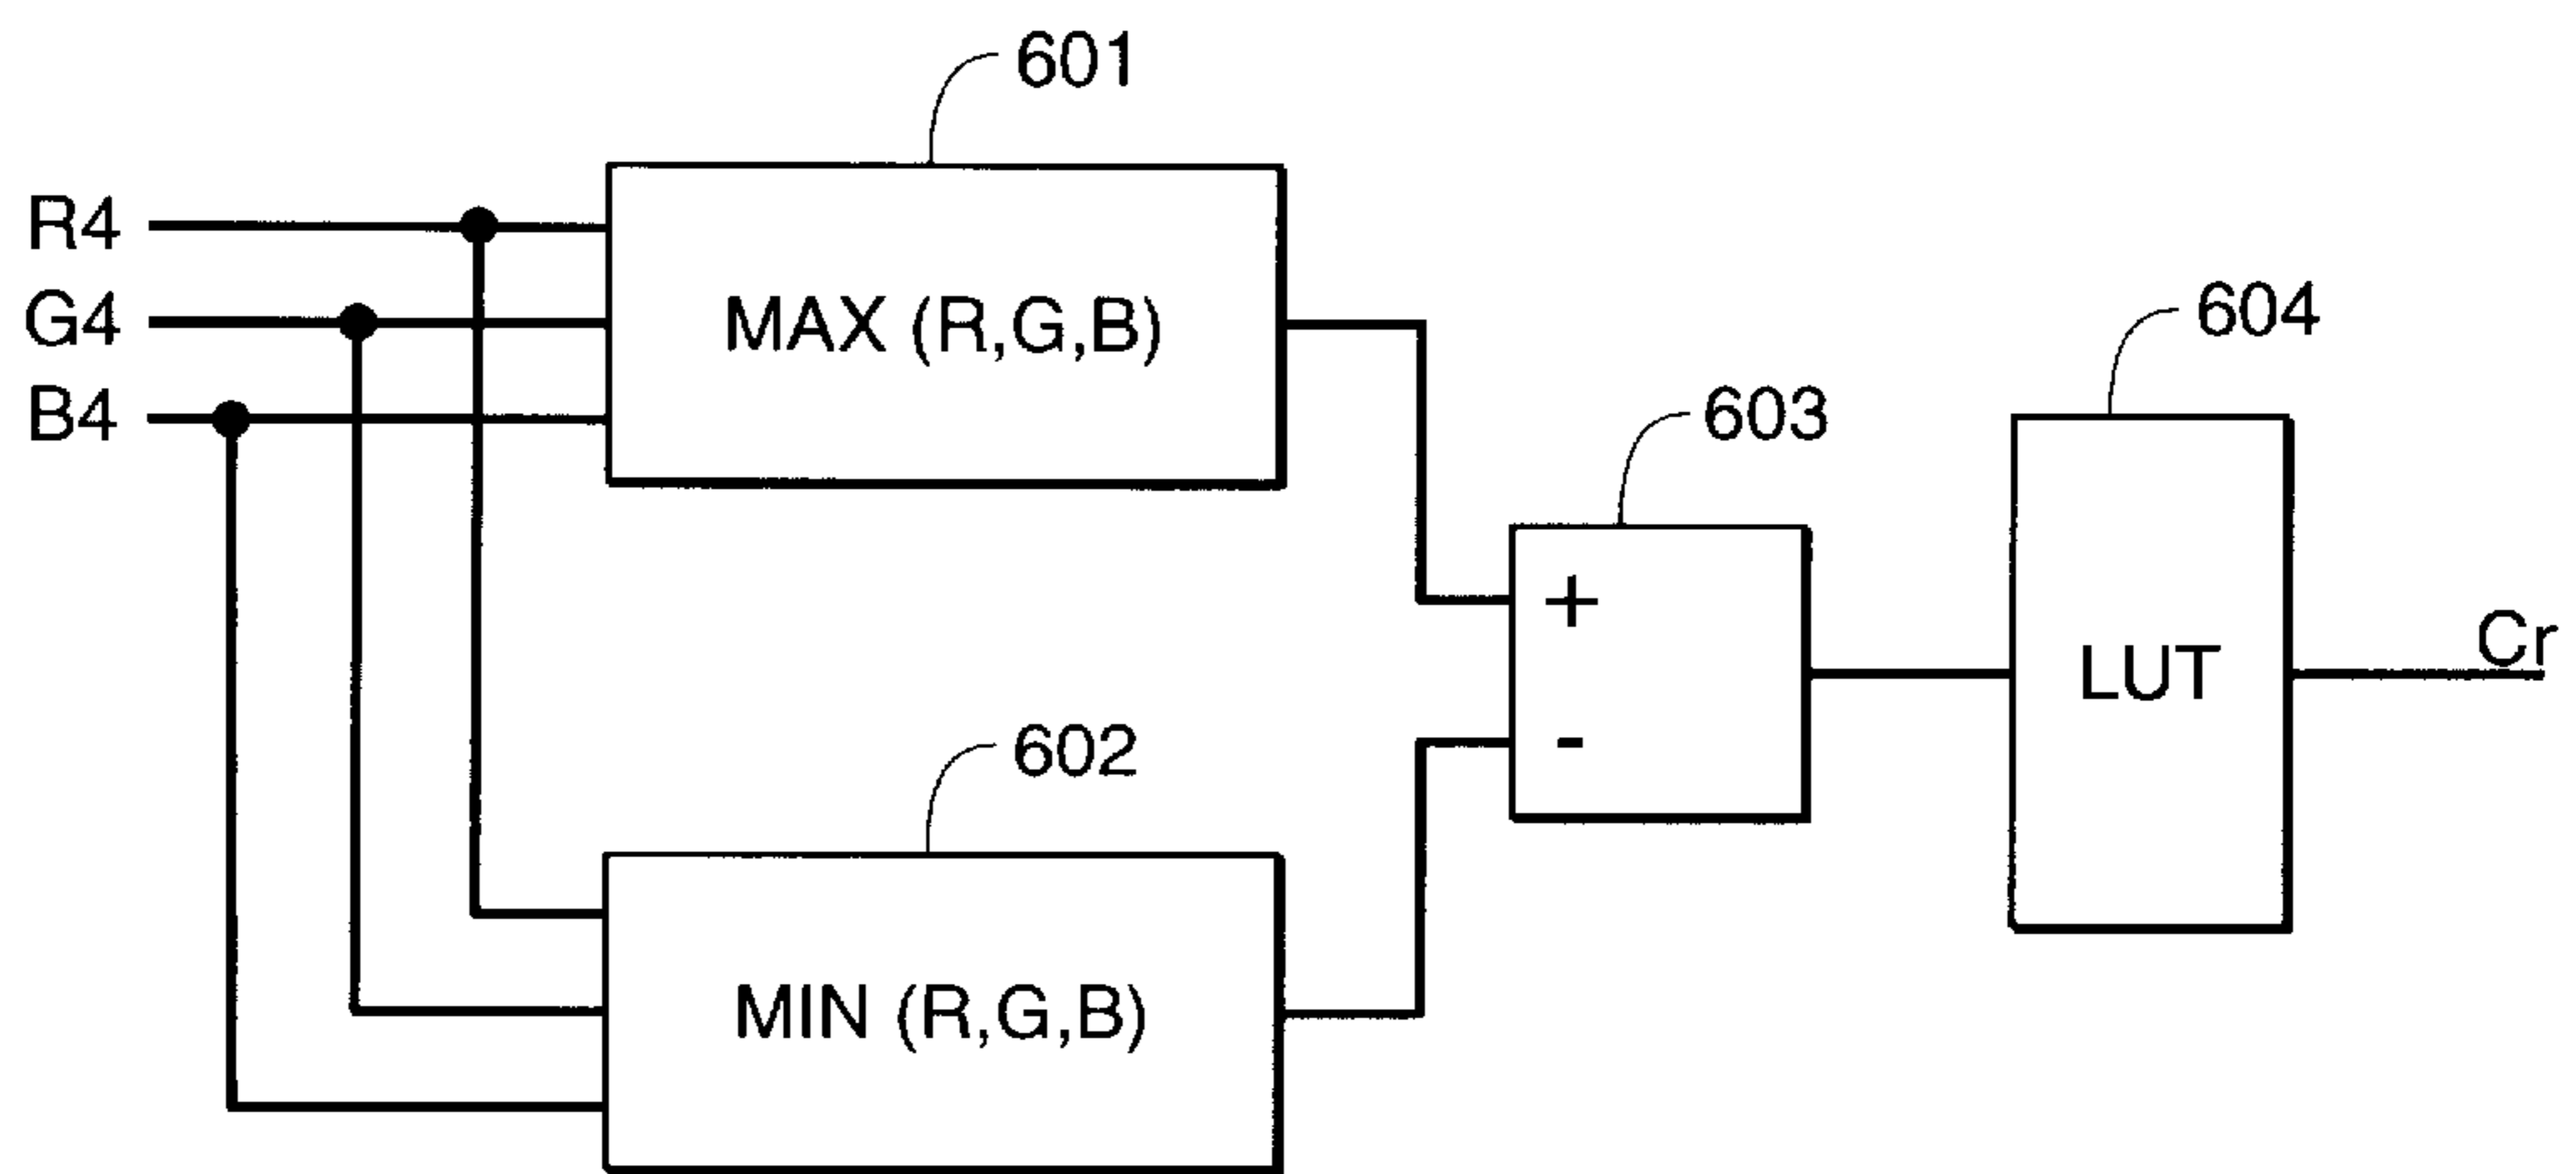 601
R4
G4
B4
MAX (R,G,B)
604
603
+
-
LUT
Cr
602
MIN (R,G,B)